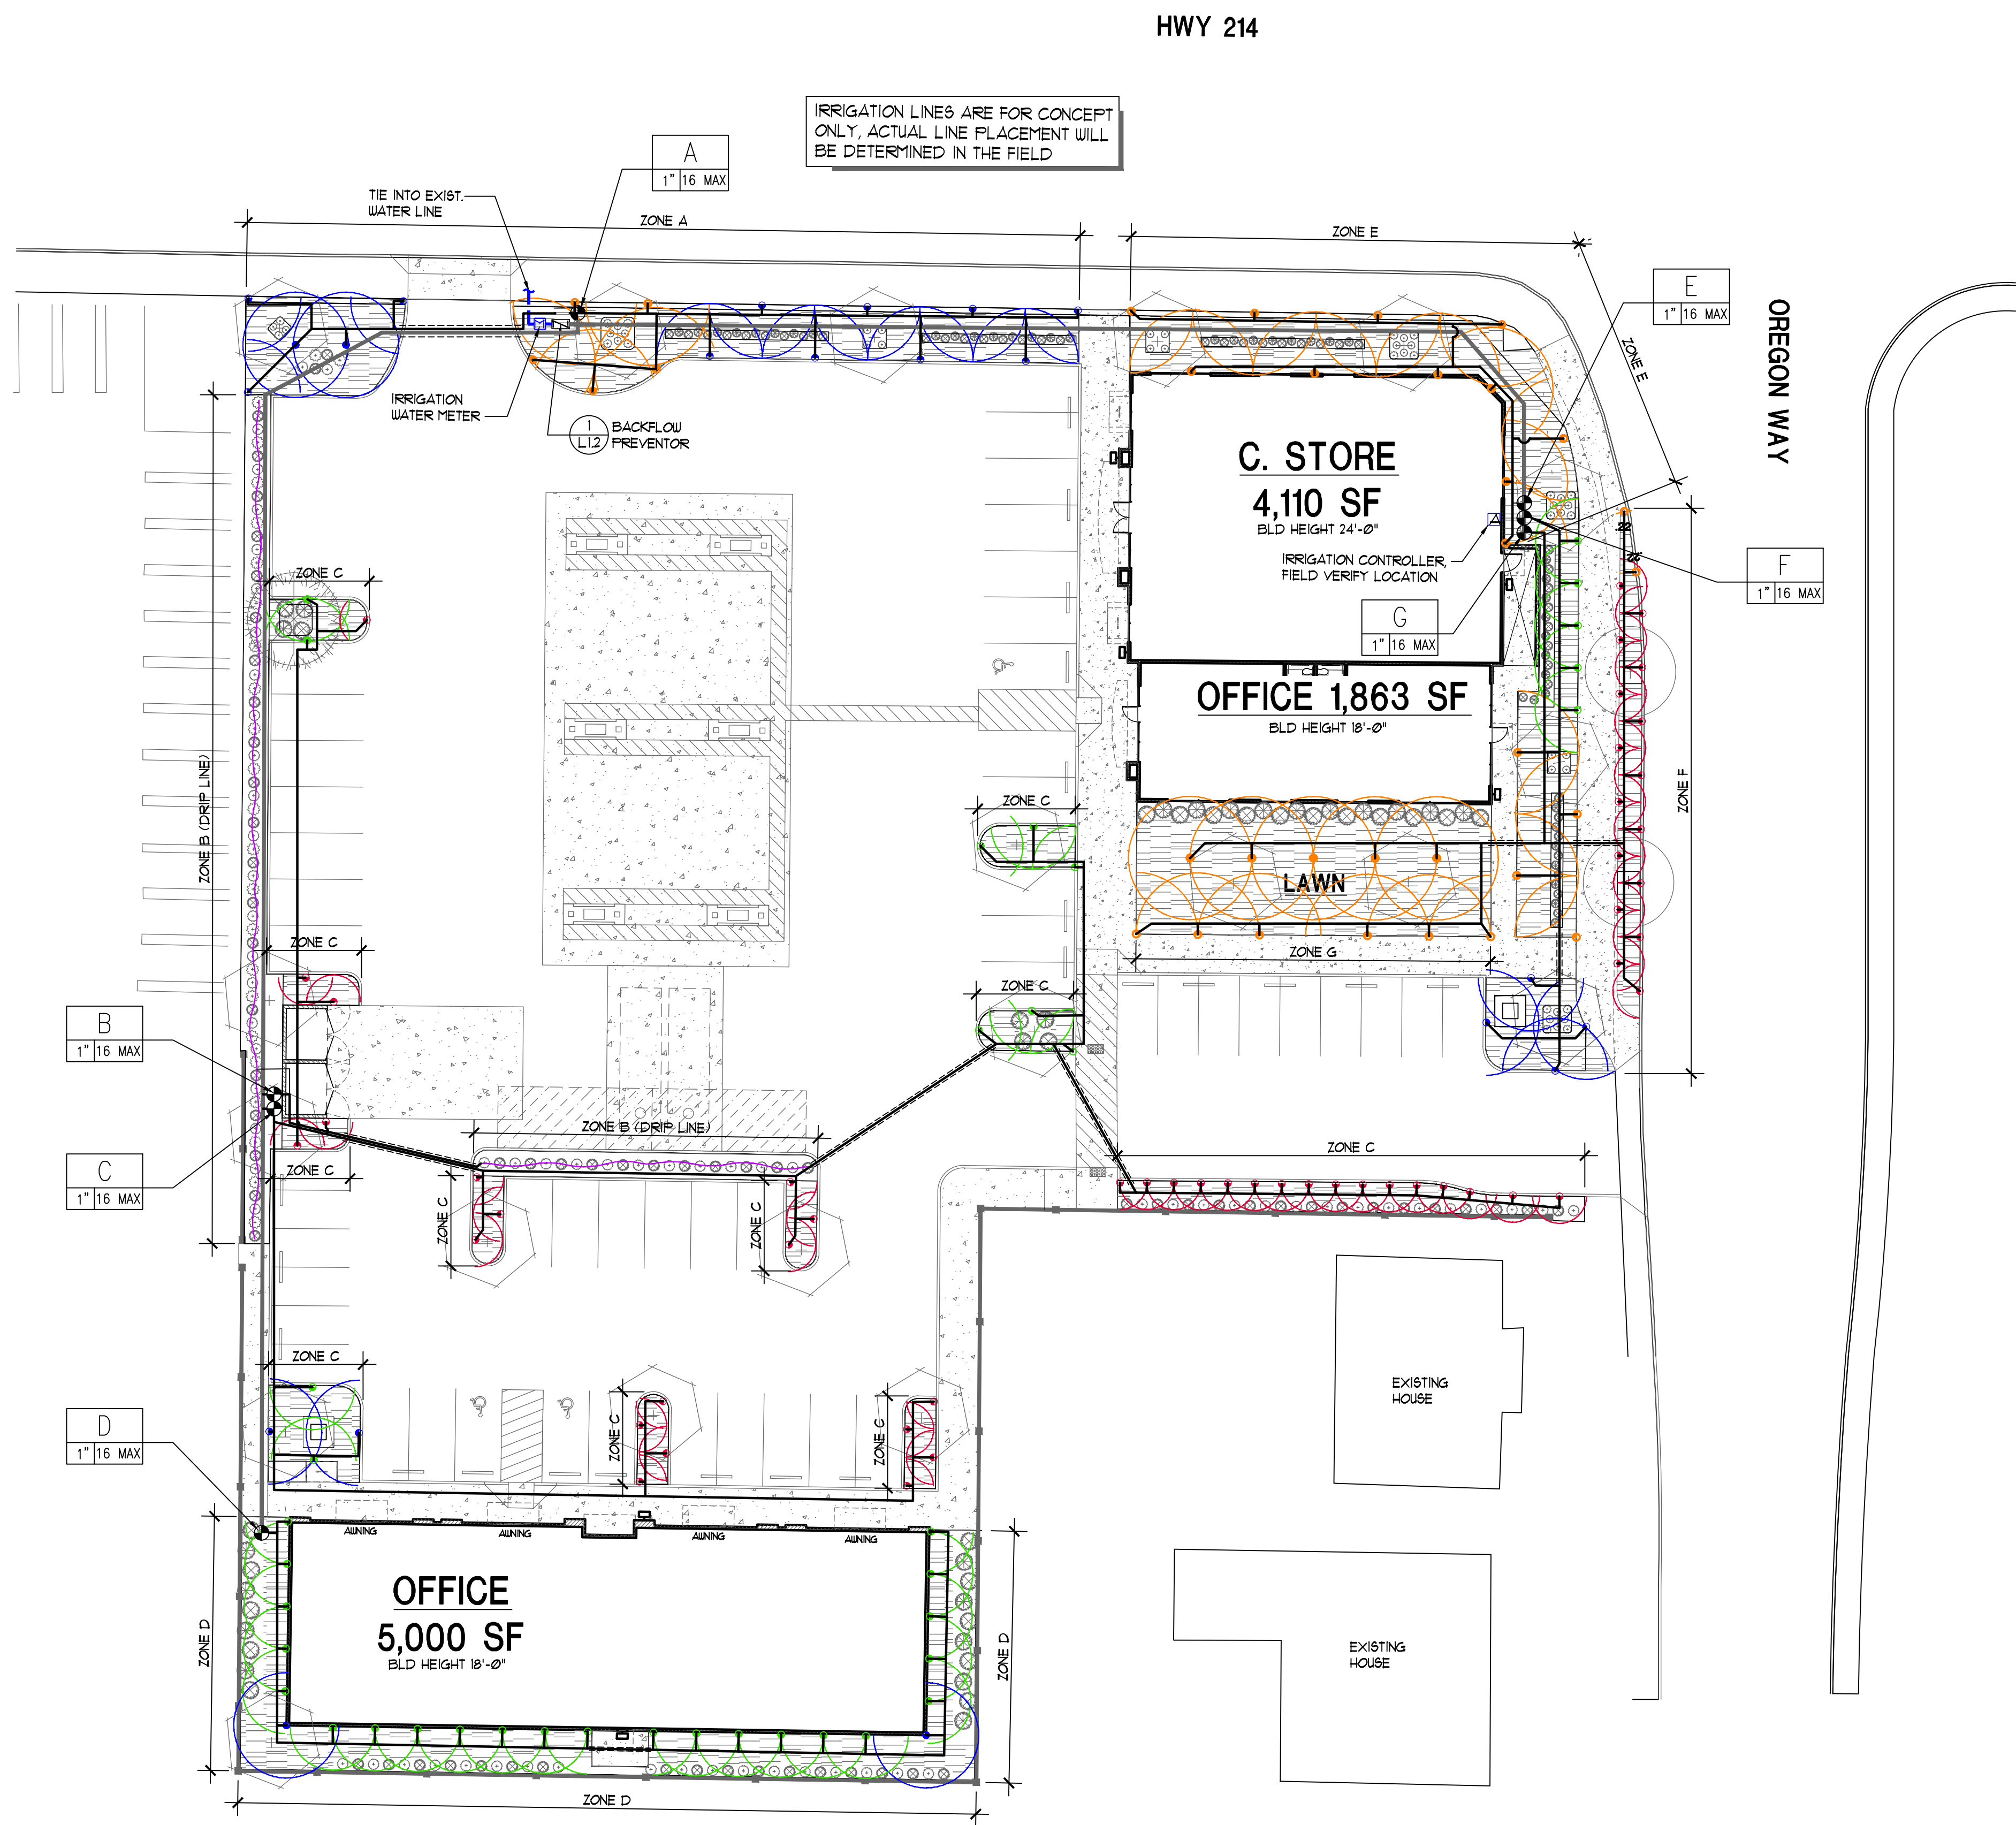 HWY 214
IRRIGATION LINES ARE FOR CONCEPT
ONLY, ACTUAL LINE PLACEMENT WILL
BE DETERMINED IN THE FIELD
A
1" 16 MAX
TIE INTO EXIST.
WATER LINE
ZONE A
ZONE E
E
1" 16 MAX
ZONE E
OREGON WAY
IRRIGATION
WATER METER
1
L1.2
BACKFLOW
PREVENTOR
C. STORE
4,110 SF
BLD HEIGHT 24'-0"
IRRIGATION CONTROLLER,
FIELD VERIFY LOCATION
A
F
1" 16 MAX
G
1" 16 MAX
ZONE C
OFFICE 1,863 SF
BLD HEIGHT 18'-0"
ZONE B (DRIP LINE)
ZONE F
ZONE C
LAWN
ZONE C
ZONE G
ZONE C
B
1" 16 MAX
ZONE B (DRIP LINE)
ZONE C
C
1" 16 MAX
ZONE C
ZONE C
ZONE C
ZONE C
EXISTING
HOUSE
D
1" 16 MAX
ZONE C
ZONE C
AWNING
AWNING
AWNING
AWNING
OFFICE
5,000 SF
BLD HEIGHT 18'-0"
ZONE D
ZONE D
EXISTING
HOUSE
ZONE D